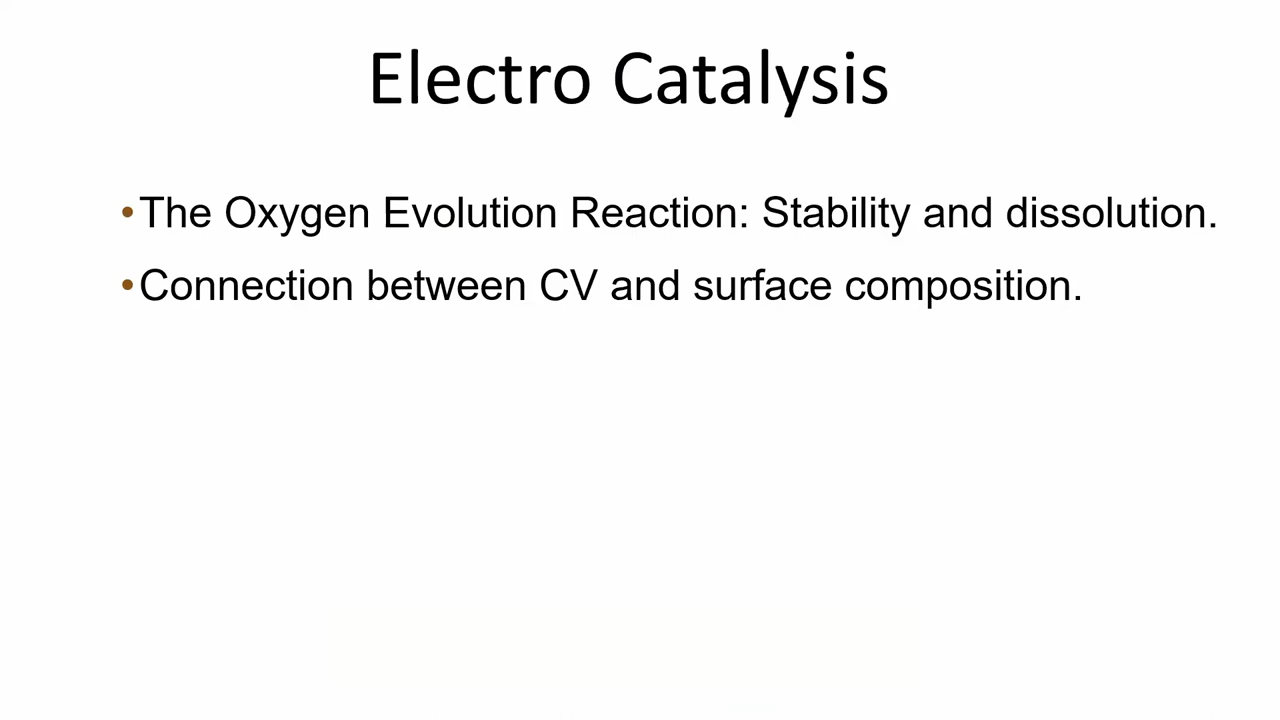 Electro Catalysis
•The Oxygen Evolution Reaction: Stability and dissolution.
•Connection between CV and surface composition.